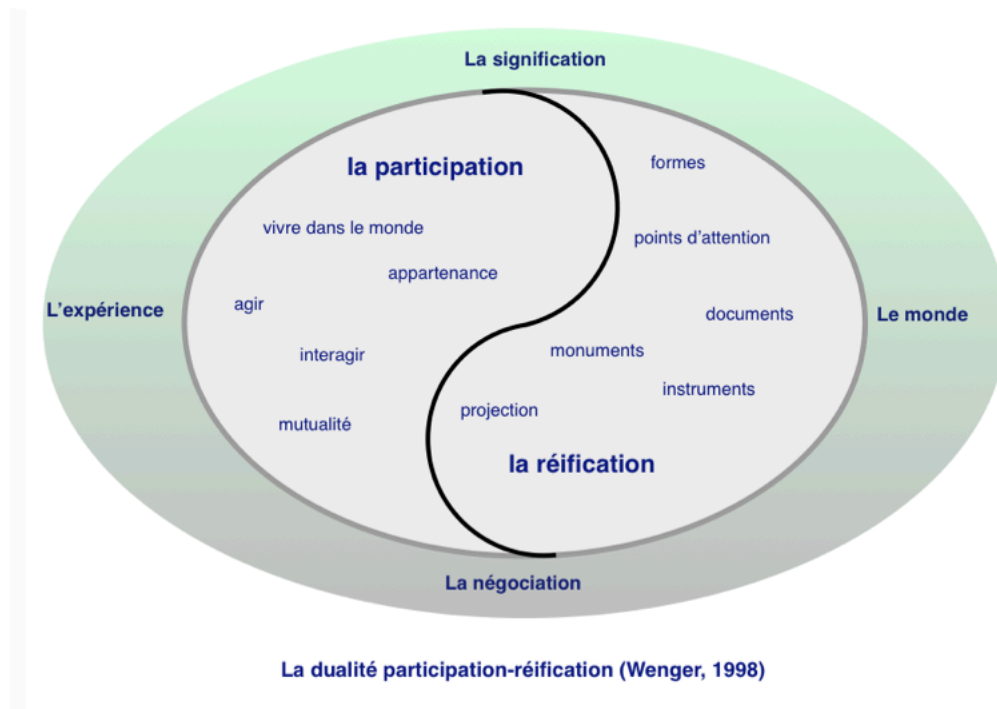 La signification
la participation
formes
vivre dans le monde
points d'attention
appartenance
agir
L'expérience
documents
Le monde
monuments
interagir
instruments
projection
mutualité
la réification
La négociation
La dualité participation-réification (Wenger, 1998)